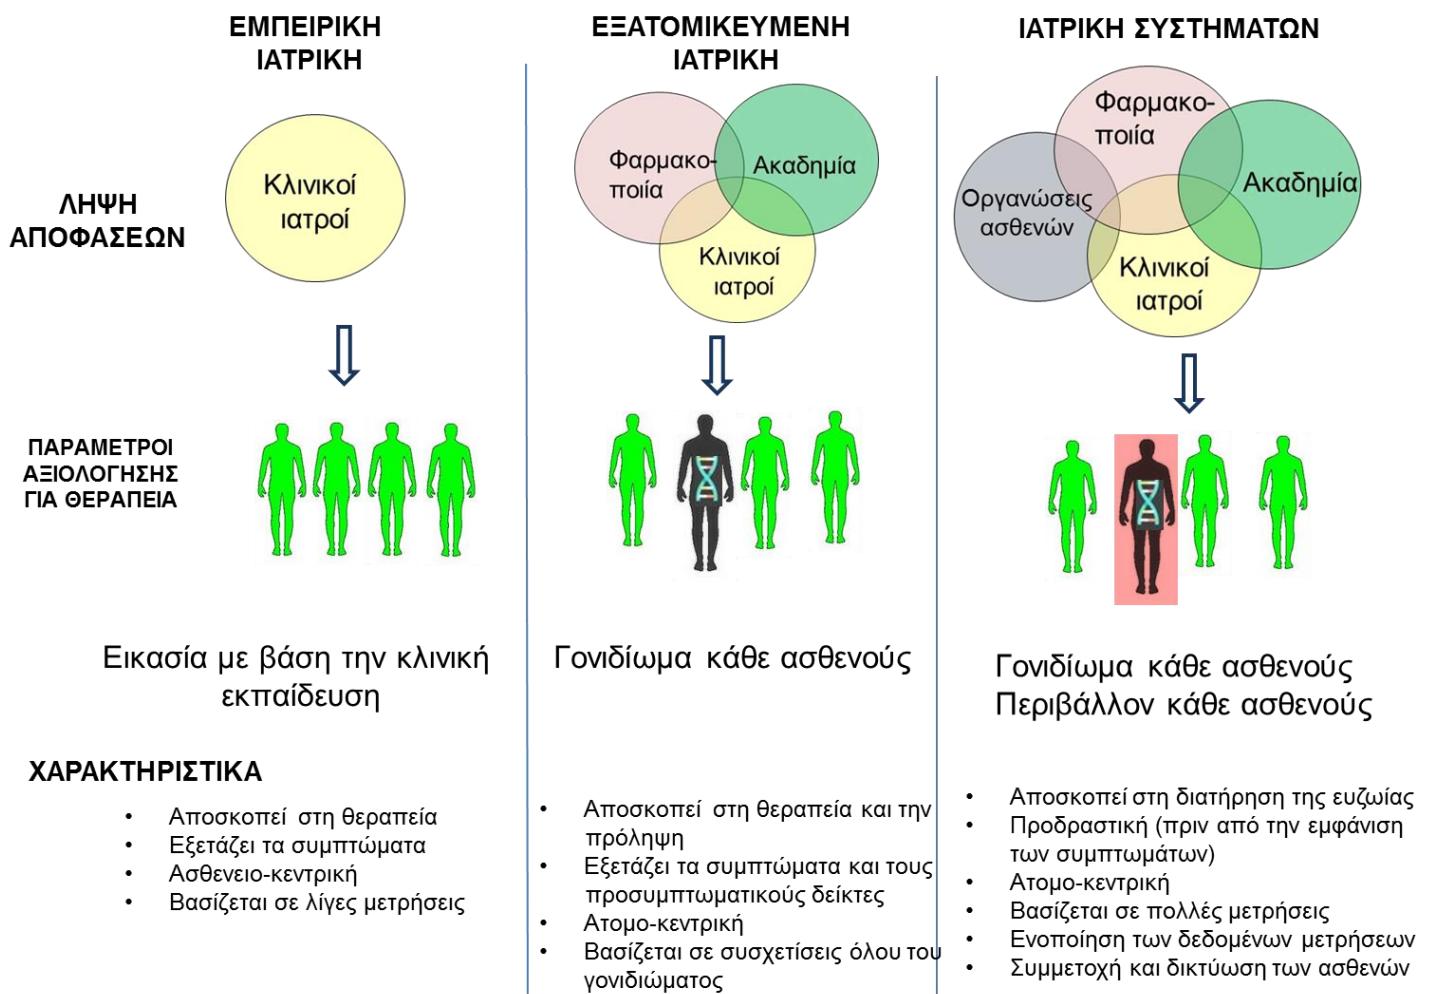 ΕΜΠΕΙΡΙΚΗ
ΙΑΤΡΙΚΗ
ΕΞΑΤΟΜΙΚΕΥΜΕΝΗ
ΙΑΤΡΙΚΗ
ΙΑΤΡΙΚΗ ΣΥΣΤΗΜΑΤΩΝ
ΛΗΨΗ
ΑΠΟΦΑΣΕΩΝ
Κλινικοί
ιατροί
Φαρμακο-
ποιία
Ακαδημία
Κλινικοί
ιατροί
Φαρμακο-
ποιία
Ακαδημία
Οργανώσεις
ασθενών
Κλινικοί
ιατροί
ΠΑΡΑΜΕΤΡΟΙ
ΑΞΙΟΛΟΓΗΣΗΣ
ΓΙΑ ΘΕΡΑΠΕΙΑ
Εικασία με βάση την κλινική
εκπαίδευση
Γονιδίωμα κάθε ασθενούς
Γονιδίωμα κάθε ασθενούς
Περιβάλλον κάθε ασθενούς
ΧΑΡΑΚΤΗΡΙΣΤΙΚΑ
• Αποσκοπεί στη θεραπεία
• Εξετάζει τα συμπτώματα
• Ασθενειο-κεντρική
• Βασίζεται σε λίγες μετρήσεις
• Αποσκοπεί στη θεραπεία και την
πρόληψη
• Εξετάζει τα συμπτώματα και τους
προσυμπτωματικούς δείκτες
• Ατομο-κεντρική
• Βασίζεται σε συσχετίσεις όλου του
γονιδιώματος
• Αποσκοπεί στη διατήρηση της ευζωίας
• Προδραστική (πριν από την εμφάνιση
των συμπτωμάτων)
• Ατομο-κεντρική
• Βασίζεται σε πολλές μετρήσεις
• Ενοποίηση των δεδομένων μετρήσεων
• Συμμετοχή και δικτύωση των ασθενών